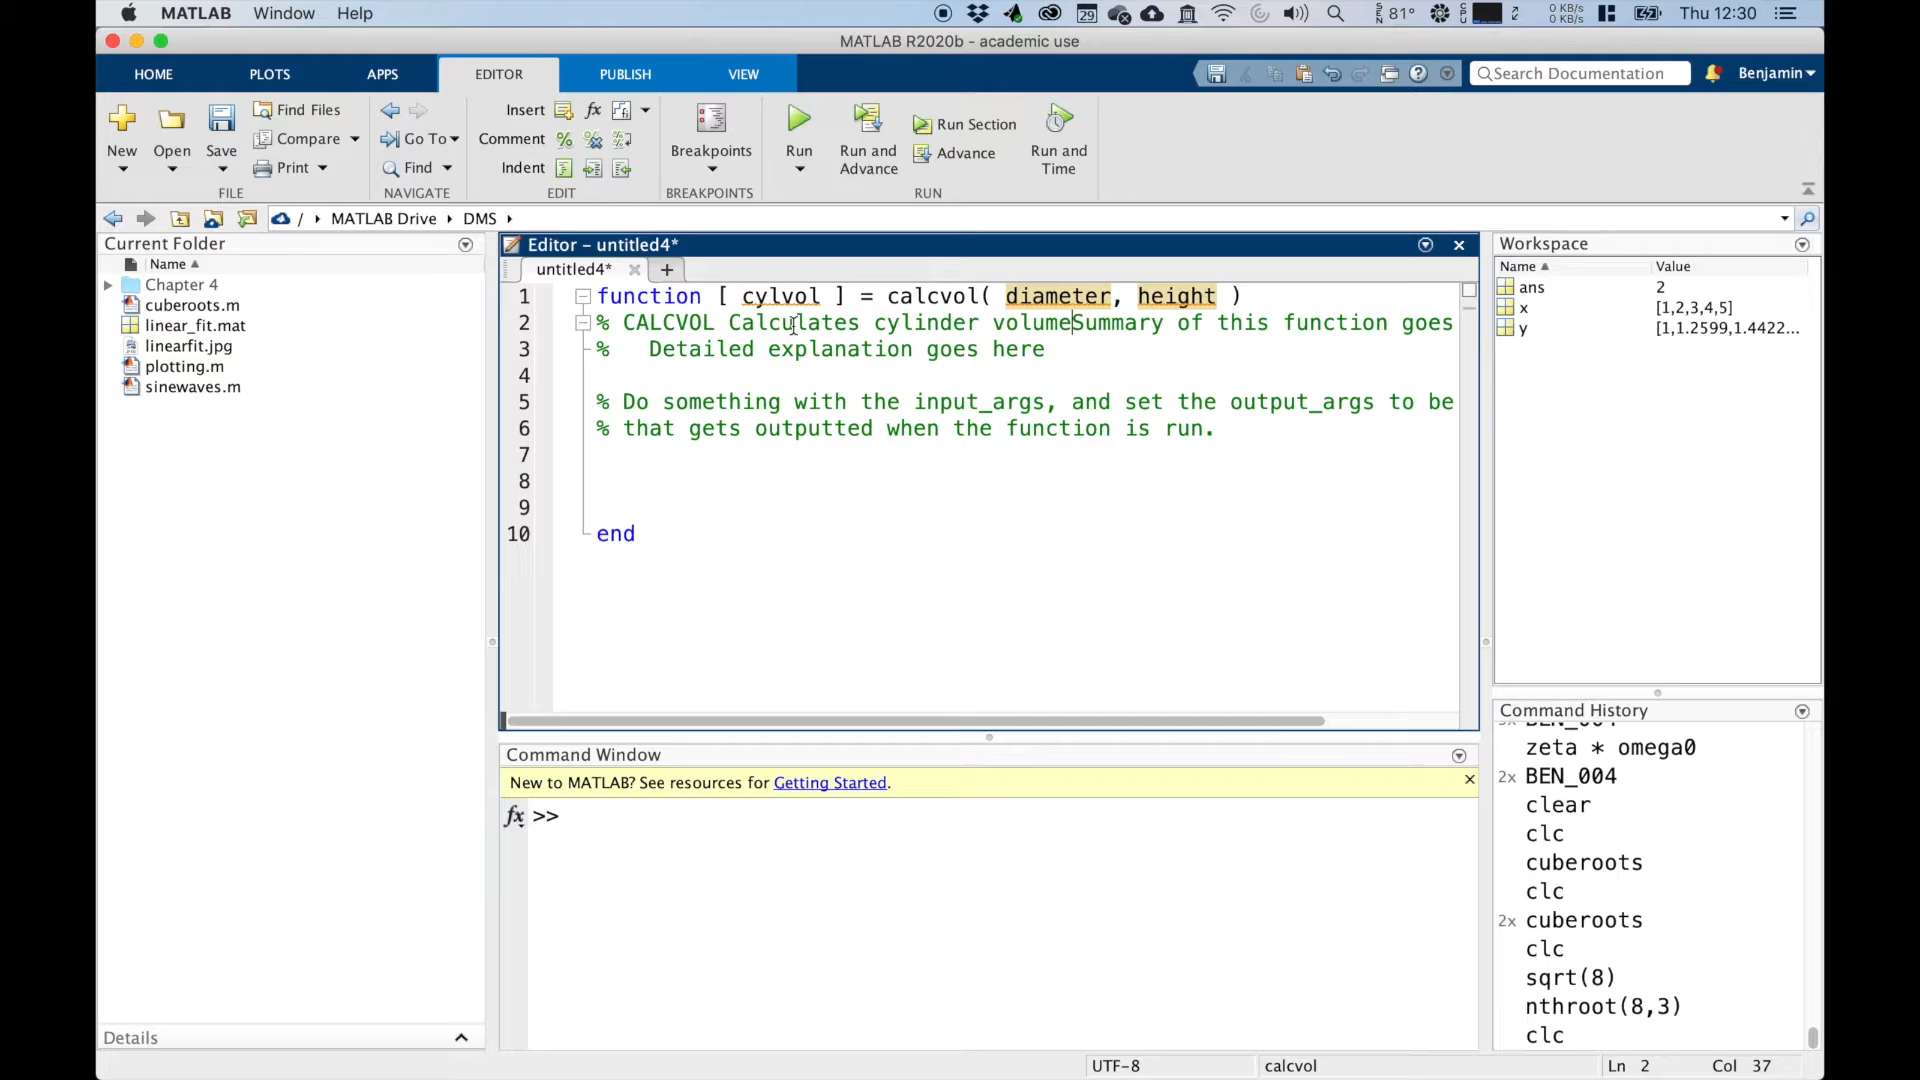 MATLAB Window Help
29
81°
0 KB/s
0 KB/s
Thu 12:30
MATLAB R2020b - academic use
HOME PLOTS APPS EDITOR PUBLISH VIEW
Search Documentation
Benjamin
New Open Save
Find Files
Compare
Print
FILE
Go To
Find
NAVIGATE
Insert
Comment
Indent
EDIT
Breakpoints
BREAKPOINTS
Run
Run and Advance
Run Section
Advance
Run and Time
RUN
/ MATLAB Drive DMS
Current Folder
Name
Chapter 4
cuberoots.m
linear_fit.mat
linearfit.jpg
plotting.m
sinewaves.m
Details
Editor – untitled4*
untitled4* +
1 function [ cylvol ] = calcvol( diameter, height )
2 % CALCVOL Calculates cylinder volumeSummary of this function goes
3 %   Detailed explanation goes here
4
5 % Do something with the input_args, and set the output_args to be
6 % that gets outputted when the function is run.
7
8
9
10 end
Command Window
New to MATLAB? See resources for Getting Started.
fx >>
Workspace
Name Value
ans 2
x [1,2,3,4,5]
y [1,1.2599,1.4422...
Command History
zeta * omega0
2x BEN_004
clear
clc
cuberoots
clc
2x cuberoots
clc
sqrt(8)
nthroot(8,3)
clc
UTF-8 calcvol Ln 2 Col 37